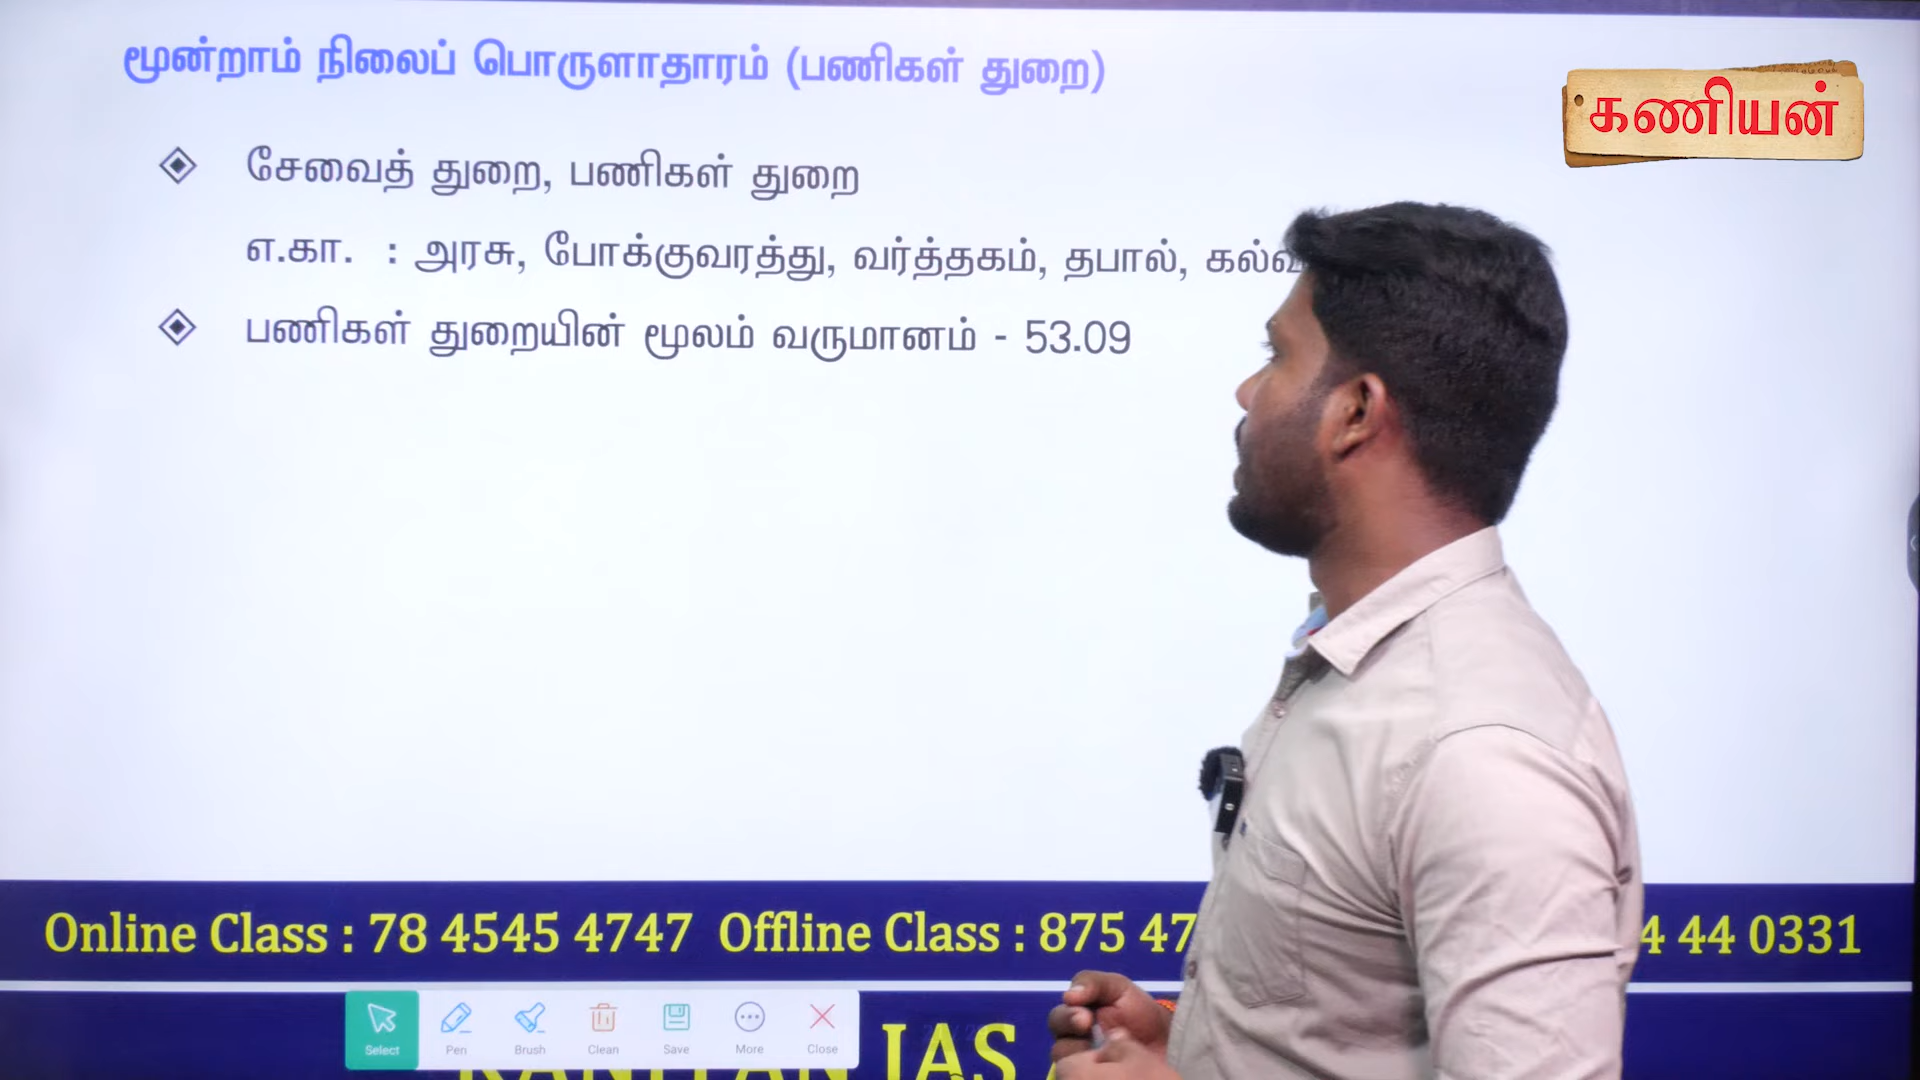 மூன்றாம் நிலைப் பொருளாதாரம் (பணிகள் துறை)
கணியன்
சேவைத் துறை, பணிகள் துறை
எ.கா. : அரசு, போக்குவரத்து, வர்த்தகம், தபால்,
பணிகள் துறையின் மூலம் வருமானம் - 53.09
Online Class : 78 4545 4747 Offline Class : 875 47 4 44 0331
Select Pen Brush Clean Save More Close
KANIYAN IAS